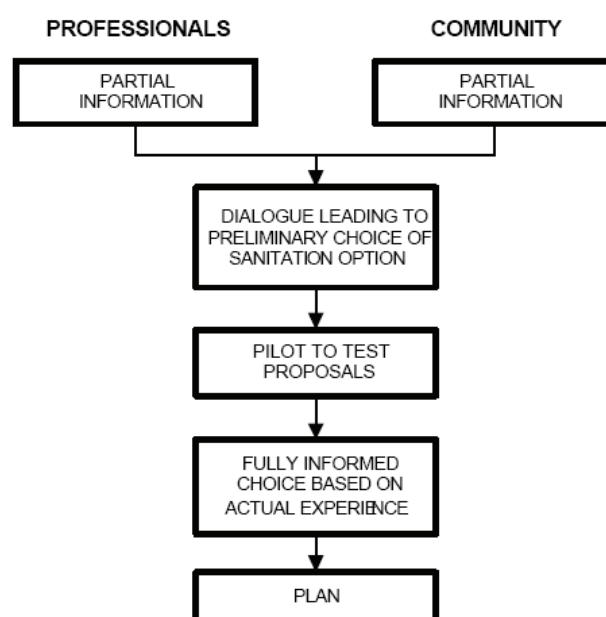 PROFESSIONALS
COMMUNITY
PARTIAL
INFORMATION
PARTIAL
INFORMATION
DIALOGUE LEADING TO
PRELIMINARY CHOICE OF
SANITATION OPTION
PILOT TO TEST
PROPOSALS
FULLY INFORMED
CHOICE BASED ON
ACTUAL EXPERIENCE
PLAN